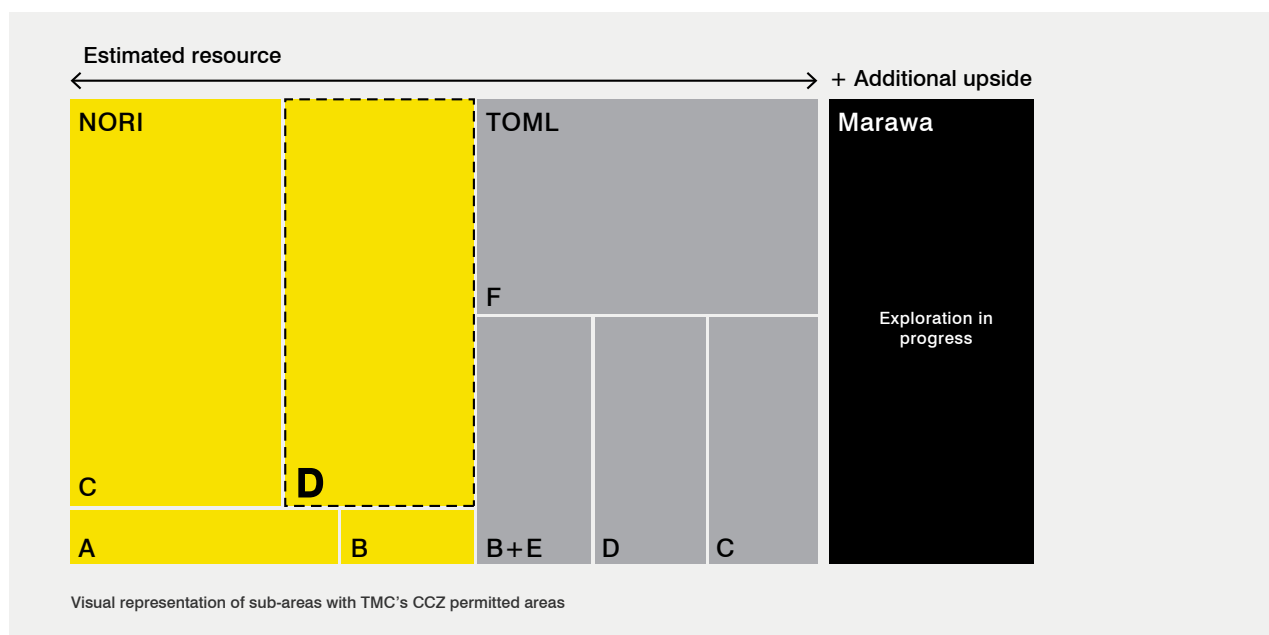 Estimated resource
+ Additional upside
NORI
TOML
Marawa
F
Exploration in
progress
C
D
A
B
B+E
D
C
Visual representation of sub-areas with TMC's CCZ permitted areas